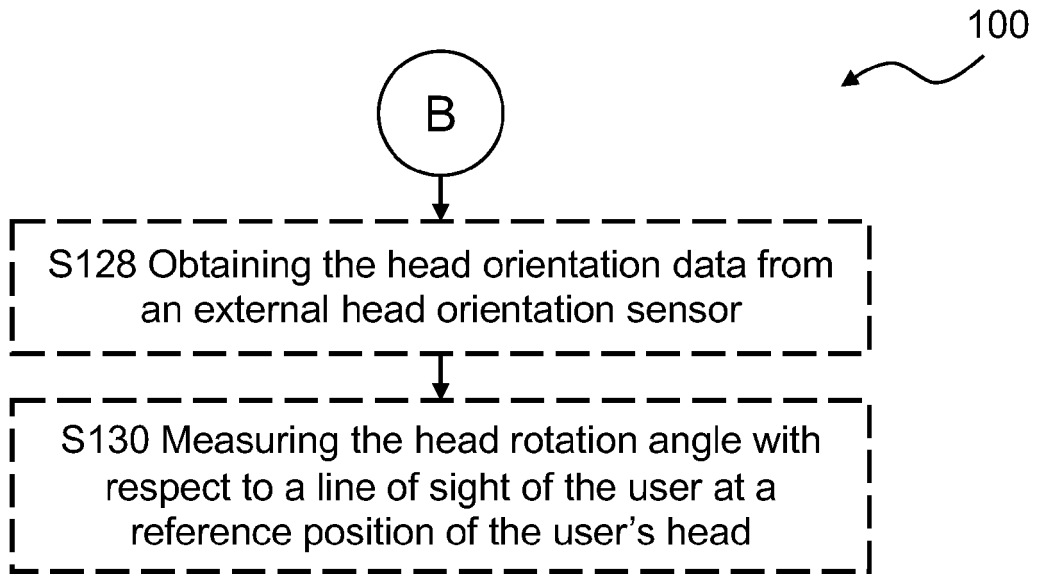 100
B
S128 Obtaining the head orientation data from
an external head orientation sensor
S130 Measuring the head rotation angle with
respect to a line of sight of the user at a
reference position of the user's head